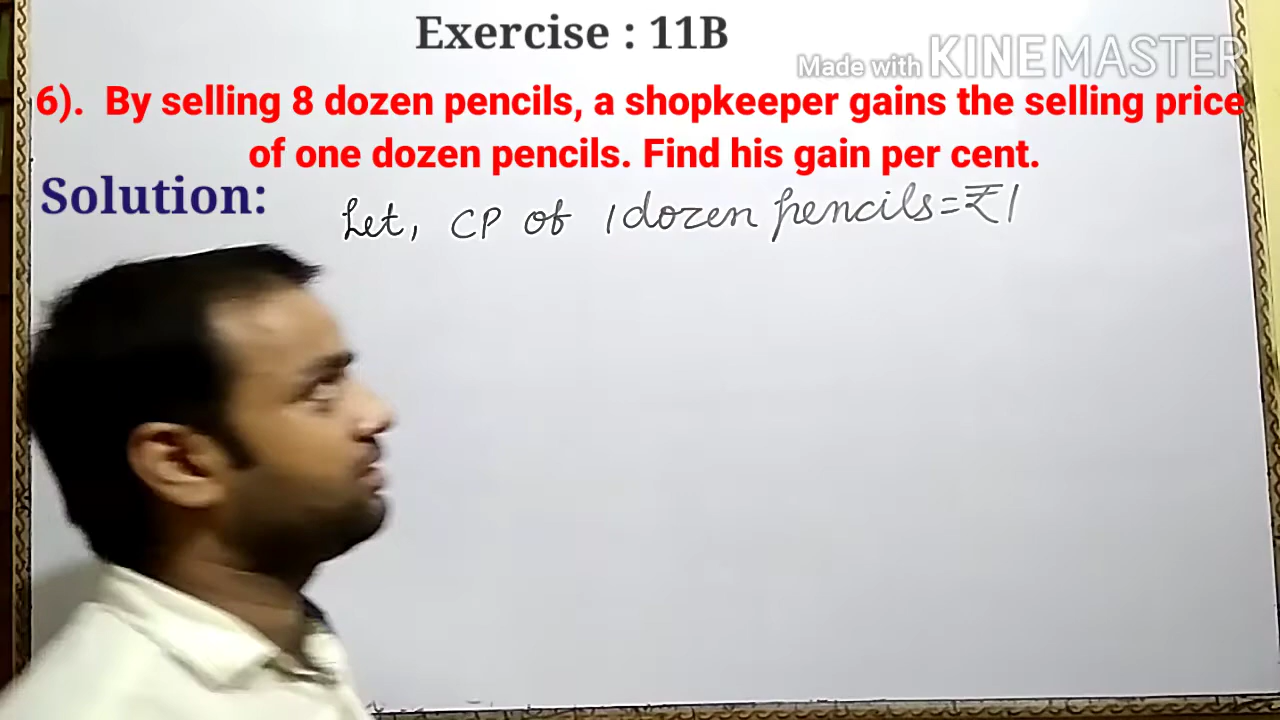 Exercise : 11B
Made with KINEMASTER
6). By selling 8 dozen pencils, a shopkeeper gains the selling price
of one dozen pencils. Find his gain per cent.
Solution:
Let, CP of 1 dozen pencils = ₹1